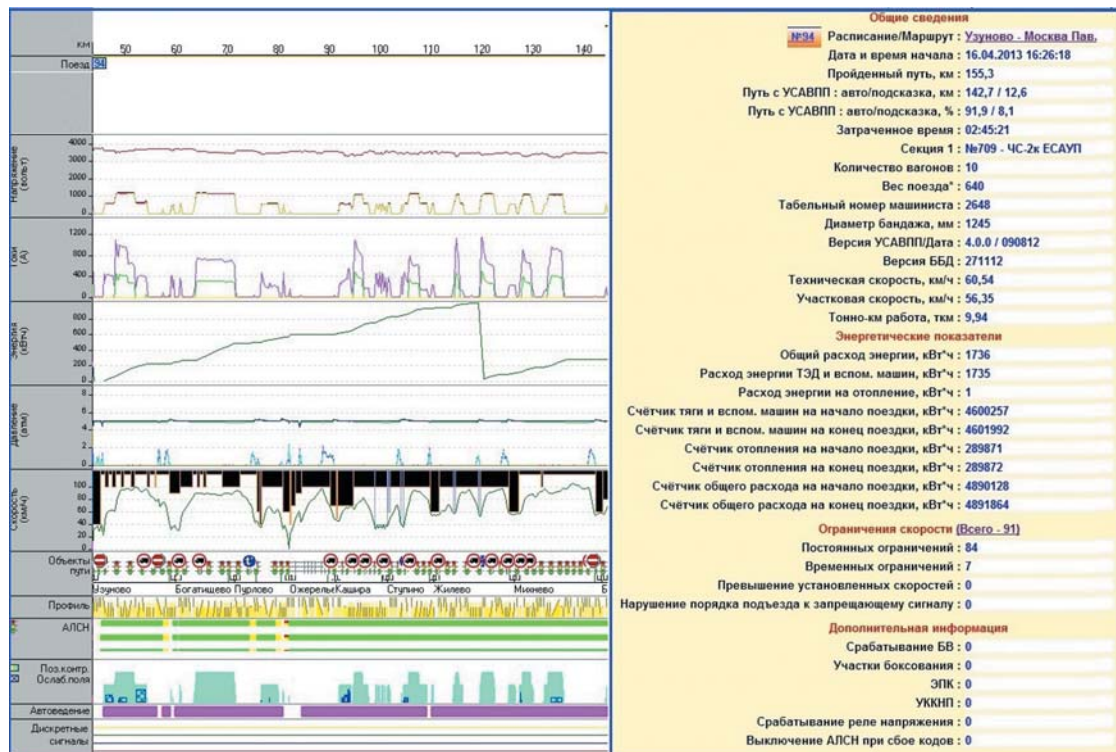 км 50 60 70 80 90 100 110 120 130 140
Поезд 94
Напряжение (вольт)
4000
3000
2000
1000
0
Токи (А)
1200
800
400
0
Энергия (кВтч)
800
600
400
200
0
Давление (атм)
8
6
4
2
0
Скорость (км/ч)
100
80
60
40
20
0
Объекты пути
Узуново Богатищево Пурлово Ожерелье Кашира Ступино Жилево Михнево Б
Профиль
АЛСН
Поз.контр.
Ослаб.поля
Автоведение
Дискретные сигналы
Общие сведения
№94 Расписание/Маршрут : Узуново - Москва Пав.
Дата и время начала : 16.04.2013 16:26:18
Пройденный путь, км : 155,3
Путь с УСАВПП : авто/подсказка, км : 142,7 / 12,6
Путь с УСАВПП : авто/подсказка, % : 91,9 / 8,1
Затраченное время : 02:45:21
Секция 1 : №709 - ЧС-2к ЕСАУП
Количество вагонов : 10
Вес поезда* : 640
Табельный номер машиниста : 2648
Диаметр бандажа, мм : 1245
Версия УСАВПП/Дата : 4.0.0 / 090812
Версия ББД : 271112
Техническая скорость, км/ч : 60,54
Участковая скорость, км/ч : 56,35
Тонно-км работа, ткм : 9,94
Энергетические показатели
Общий расход энергии, кВт*ч : 1736
Расход энергии ТЭД и вспом. машин, кВт*ч : 1735
Расход энергии на отопление, кВт*ч : 1
Счётчик тяги и вспом. машин на начало поездки, кВт*ч : 4600257
Счётчик тяги и вспом. машин на конец поездки, кВт*ч : 4601992
Счётчик отопления на начало поездки, кВт*ч : 289871
Счётчик отопления на конец поездки, кВт*ч : 289872
Счётчик общего расхода на начало поездки, кВт*ч : 4890128
Счётчик общего расхода на конец поездки, кВт*ч : 4891864
Ограничения скорости (Всего - 91)
Постоянных ограничений : 84
Временных ограничений : 7
Превышение установленных скоростей : 0
Нарушение порядка подъезда к запрещающему сигналу : 0
Дополнительная информация
Срабатывание БВ : 0
Участки боксования : 0
ЭПК : 0
УККНП : 0
Срабатывание реле напряжения : 0
Выключение АЛСН при сбое кодов : 0